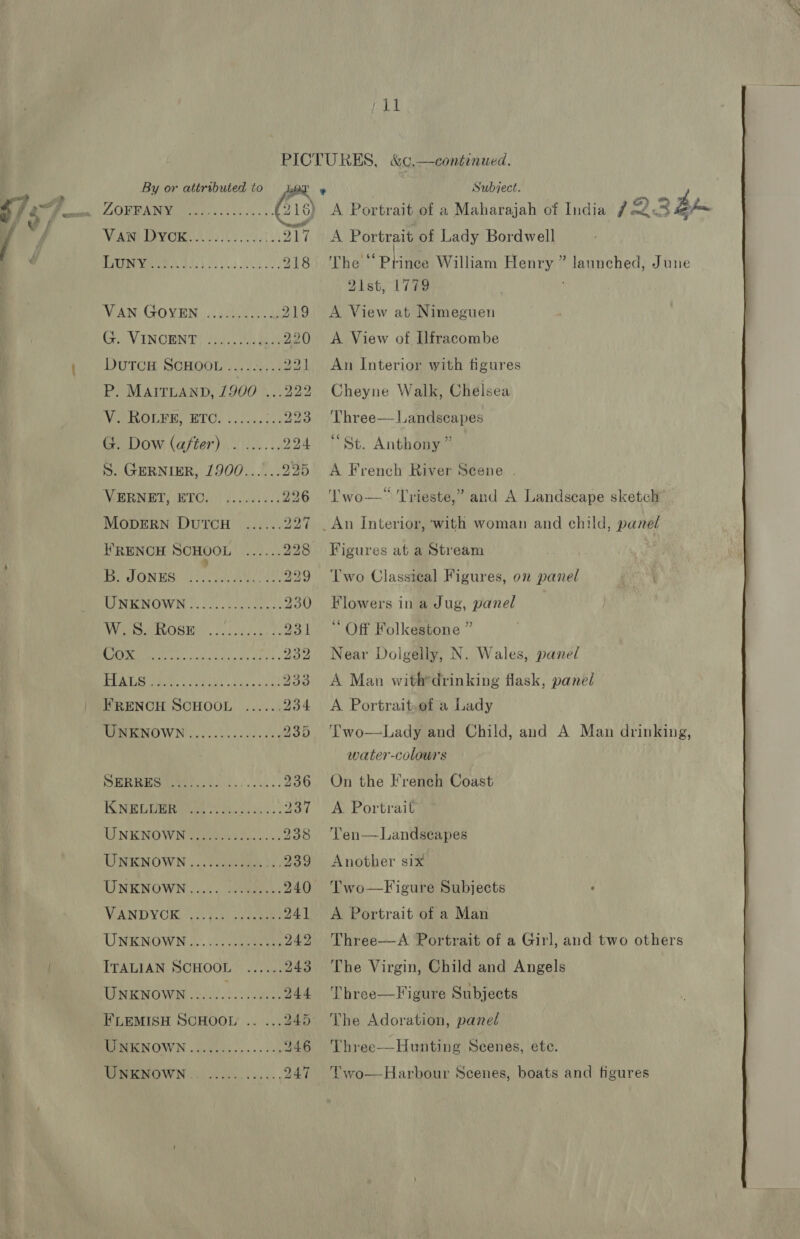 11
PICTURES, &c.—continued.
By or attributed to Lot Subject.
ZOFFANY ............ 216 A Portrait of a Maharajah of India
VAN DYCK............... 217 A Portrait of Lady Bordwell
LUNY..................... 218 The “Prince William Henry” launched, June
21st, 1779
VAN GOYEN ............ 219 A View at Nimeguen
G. VINCENT ............ 220 A View of Ilfracombe
DUTCH SCHOOL ......... 221 An Interior with figures
P. MAITLAND, 1900 ... 222 Cheyne Walk, Chelsea
V. ROLFE, ETC. ......... 223 Three—Landscapes
G. DOW (after) . ...... 224 “St. Anthony”
S. GERNIER, 1900...... 225 A French River Scene
VERNET, ETC. ......... 226 Two—“Trieste,” and A Landscape sketch
MODERN DUTCH ...... 227 An Interior, with woman and child, panel
FRENCH SCHOOL ...... 228 Figures at a Stream
B. JONES ............... 229 Two Classical Figures, on panel
UNKNOWN ............... 230 Flowers in a Jug, panel
W. S. ROSE ............ 231 “Off Folkestone”
COX ..................... 232 Near Dolgelly, N. Wales, panel
HALS ..................... 233 A Man with drinking flask, panel
FRENCH SCHOOL ...... 234 A Portrait of a Lady
UNKNOWN ............... 235 Two—Lady and Child, and A Man drinking,
water-colours
SERRES .................. 236 On the French Coast
KNELLER ............... 237 A Portrait
UNKNOWN ............... 238 Ten—Landscapes
UNKNOWN ............... 239 Another six
UNKNOWN ............... 240 Two—Figure Subjects
VANDYCK ............... 241 A Portrait of a Man
UNKNOWN ............... 242 Three—A Portrait of a Girl, and two others
ITALIAN SCHOOL ...... 243 The Virgin, Child and Angels
UNKNOWN ............... 244 Three—Figure Subjects
FLEMISH SCHOOL .. ... 245 The Adoration, panel
UNKNOWN ............... 246 Three—Hunting Scenes, etc.
UNKNOWN ............... 247 Two—Harbour Scenes, boats and figures